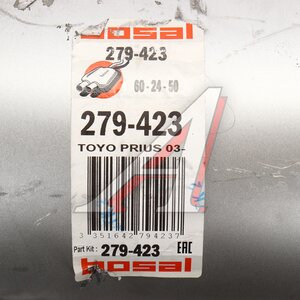 bosal
279-423
60-24-50
279-423
TOYO PRIUS 03-
3 351642 794237
Part Kit : 279-423 EAC
bosal